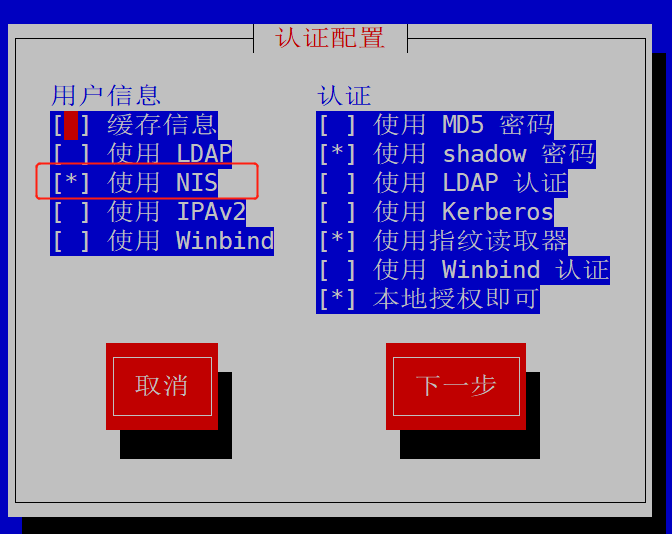 认证配置
用户信息
[ ] 缓存信息
[ ] 使用 LDAP
[*] 使用 NIS
[ ] 使用 IPAv2
[ ] 使用 Winbind
认证
[ ] 使用 MD5 密码
[*] 使用 shadow 密码
[ ] 使用 LDAP 认证
[ ] 使用 Kerberos
[*] 使用指纹读取器
[ ] 使用 Winbind 认证
[*] 本地授权即可
取消
下一步